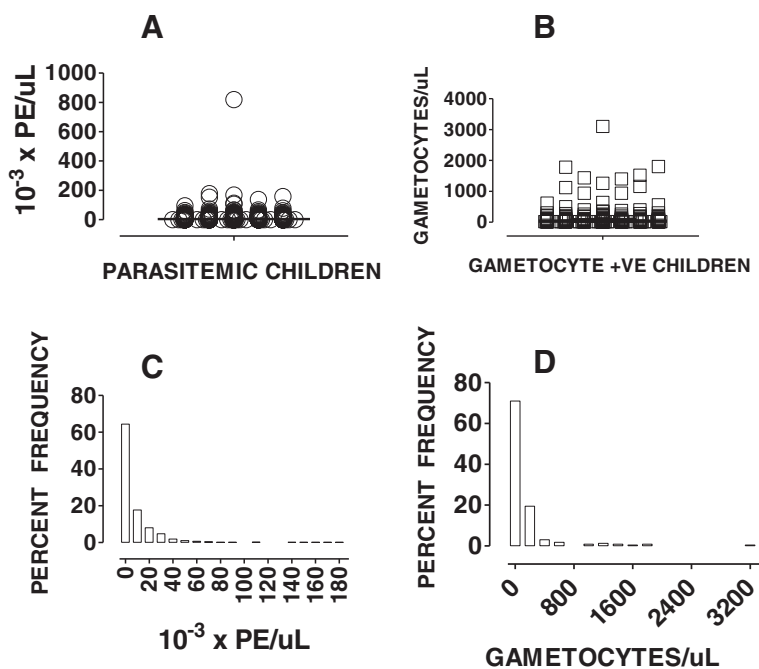 A
10-3 x PE/uL
1000
800
600
400
200
0
PARASITEMIC CHILDREN
B
GAMETOCYTES/uL
4000
3000
2000
1000
0
GAMETOCYTE +VE CHILDREN
C
PERCENT FREQUENCY
80
60
40
20
0
0 20 40 60 80 100 120 140 160 180
10-3 x PE/uL
D
PERCENT FREQUENCY
80
60
40
20
0
0 800 1600 2400 3200
GAMETOCYTES/uL